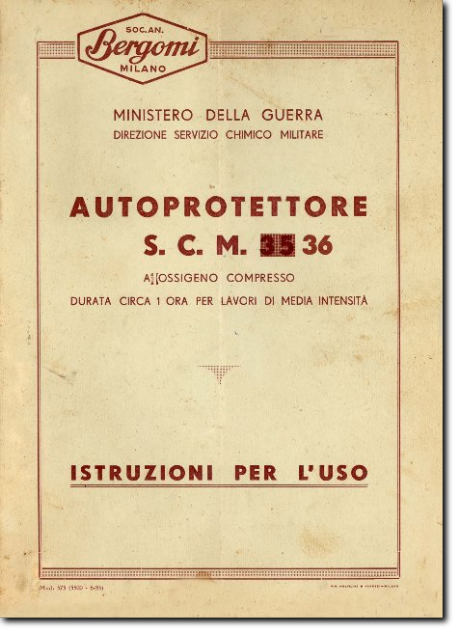 SOC. AN.
Bergomi
MILANO
MINISTERO DELLA GUERRA
DIREZIONE SERVIZIO CHIMICO MILITARE
AUTOPROTETTORE
S. C. M. 35 36
A OSSIGENO COMPRESSO
DURATA CIRCA 1 ORA PER LAVORI DI MEDIA INTENSITÀ
ISTRUZIONI PER L'USO